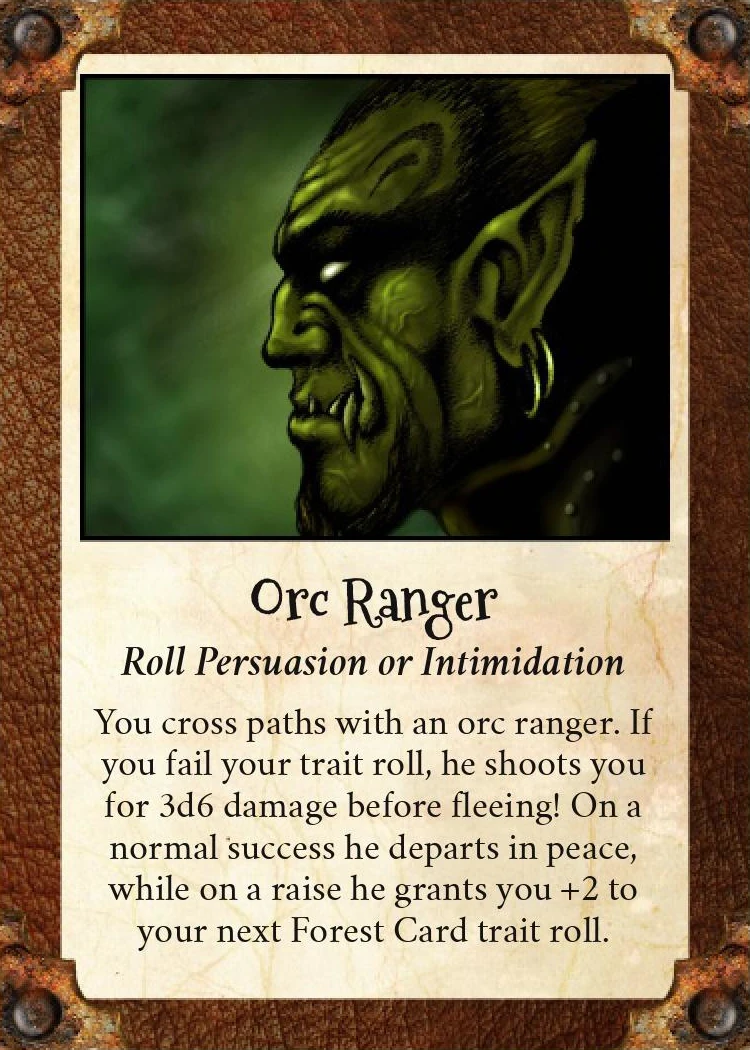 Orc Ranger
Roll Persuasion or Intimidation
You cross paths with an orc ranger. If
you fail your trait roll, he shoots you
for 3d6 damage before fleeing! On a
normal success he departs in peace,
while on a raise he grants you +2 to
your next Forest Card trait roll.